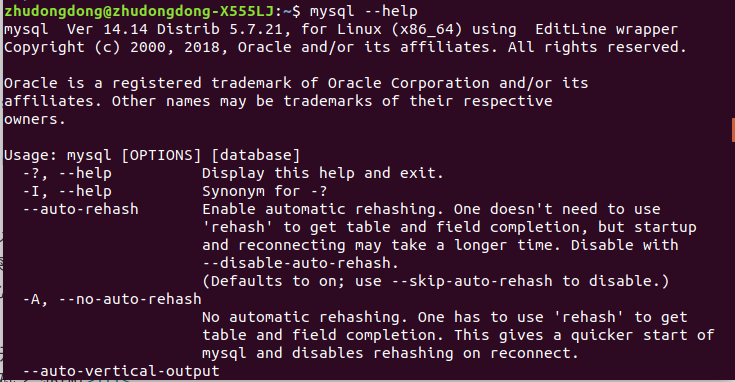 zhudongdong@zhudongdong-X555LJ:~$ mysql --help
mysql  Ver 14.14 Distrib 5.7.21, for Linux (x86_64) using  EditLine wrapper
Copyright (c) 2000, 2018, Oracle and/or its affiliates. All rights reserved.

Oracle is a registered trademark of Oracle Corporation and/or its
affiliates. Other names may be trademarks of their respective
owners.

Usage: mysql [OPTIONS] [database]
  -?, --help          Display this help and exit.
  -I, --help          Synonym for -?
  --auto-rehash       Enable automatic rehashing. One doesn't need to use
                      'rehash' to get table and field completion, but startup
                      and reconnecting may take a longer time. Disable with
                      --disable-auto-rehash.
                      (Defaults to on; use --skip-auto-rehash to disable.)
  -A, --no-auto-rehash
                      No automatic rehashing. One has to use 'rehash' to get
                      table and field completion. This gives a quicker start of
                      mysql and disables rehashing on reconnect.
  --auto-vertical-output